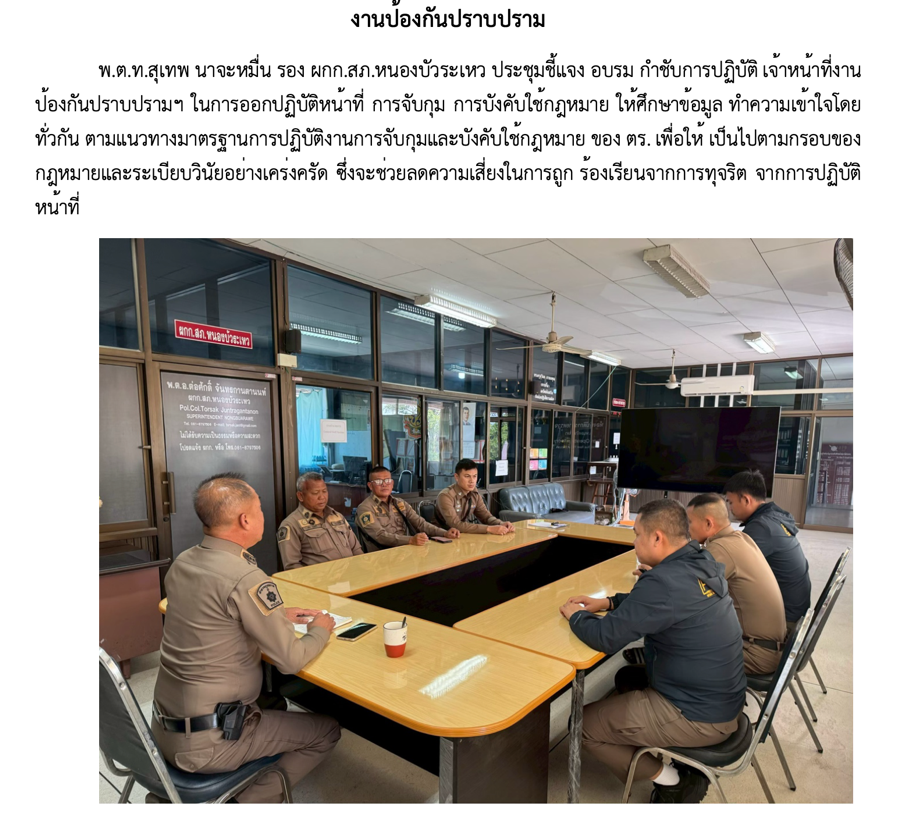 งานป้องกันปราบปราม
พ.ต.ท.สุเทพ นาจะหมื่น รอง ผกก.สภ.หนองบัวระเหว ประชุมชี้แจง อบรม กำชับการปฏิบัติ เจ้าหน้าที่งาน
ป้องกันปราบปรามฯ ในการออกปฏิบัติหน้าที่ การจับกุม การบังคับใช้กฎหมาย ให้ศึกษาข้อมูล ทำความเข้าใจโดย
ทั่วกัน ตามแนวทางมาตรฐานการปฏิบัติงานการจับกุมและบังคับใช้กฎหมาย ของ ตร. เพื่อให้ เป็นไปตามกรอบของ
กฎหมายและระเบียบวินัยอย่างเคร่งครัด ซึ่งจะช่วยลดความเสี่ยงในการถูก ร้องเรียนจากการทุจริต จากการปฏิบัติ
หน้าที่
ผกก.สภ.หนองบัวระเหว
พ.ต.อ.ต่อศักดิ์ จันทรกานตานนท์
ผกก.สภ.หนองบัวระเหว
Pol.Col.Torsak Juntragantanon